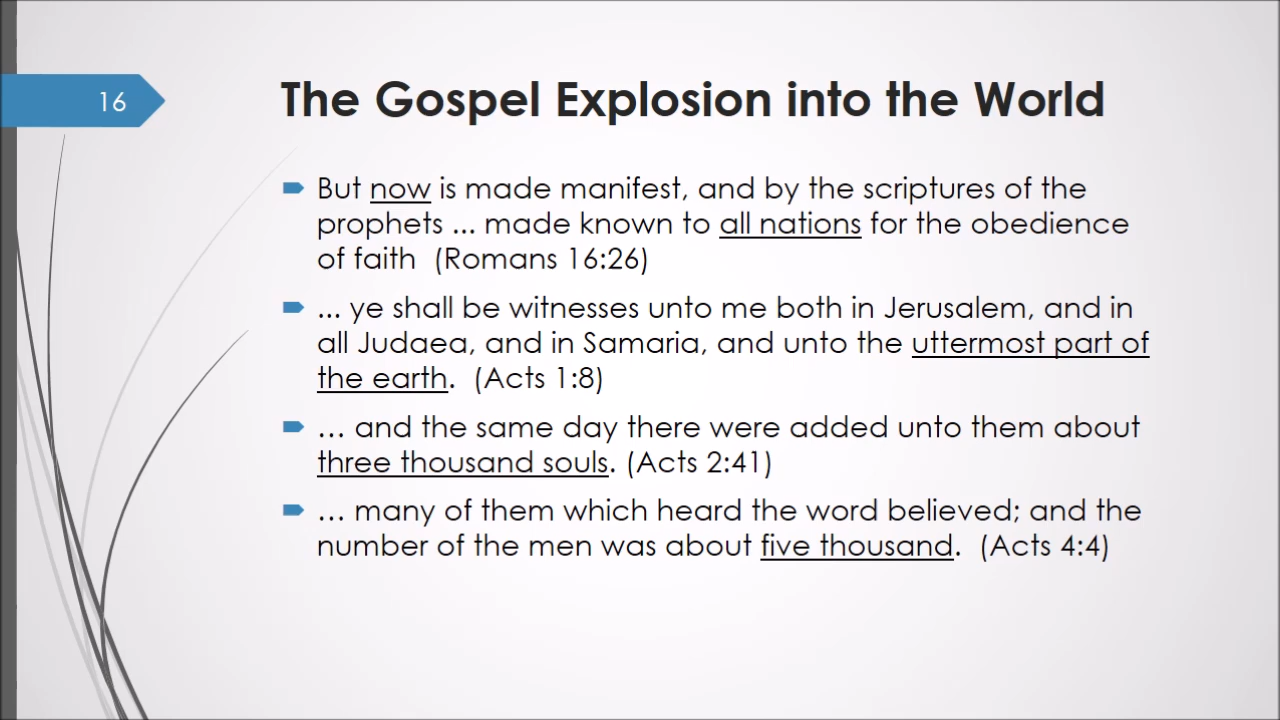 16
The Gospel Explosion into the World
But now is made manifest, and by the scriptures of the
prophets ... made known to all nations for the obedience
of faith (Romans 16:26)
... ye shall be witnesses unto me both in Jerusalem, and in
all Judaea, and in Samaria, and unto the uttermost part of
the earth. (Acts 1:8)
… and the same day there were added unto them about
three thousand souls. (Acts 2:41)
… many of them which heard the word believed; and the
number of the men was about five thousand. (Acts 4:4)